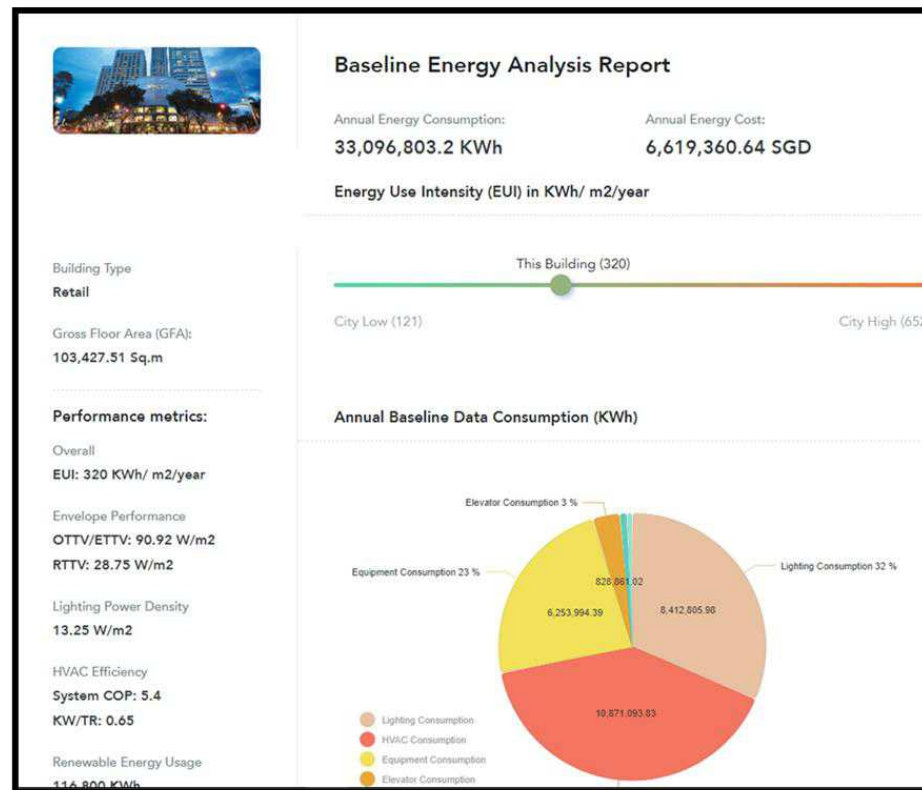 Baseline Energy Analysis Report
Annual Energy Consumption:
33,096,803.2 KWh
Annual Energy Cost:
6,619,360.64 SGD
Energy Use Intensity (EUI) in KWh/ m2/year
This Building (320)
City Low (121)
City High (652
Building Type
Retail
Gross Floor Area (GFA):
103,427.51 Sq.m
Performance metrics:
Overall
EUI: 320 KWh/ m2/year
Envelope Performance
OTTV/ETTV: 90.92 W/m2
RTTV: 28.75 W/m2
Lighting Power Density
13.25 W/m2
HVAC Efficiency
System COP: 5.4
KW/TR: 0.65
Renewable Energy Usage
116,800 KWh
Annual Baseline Data Consumption (KWh)
Elevator Consumption 3 %
Equipment Consumption 23 %
Lighting Consumption 32 %
828,861.02
6,253,994.39
8,412,805.98
10,871,093.83
Lighting Consumption
HVAC Consumption
Equipment Consumption
Elevator Consumption